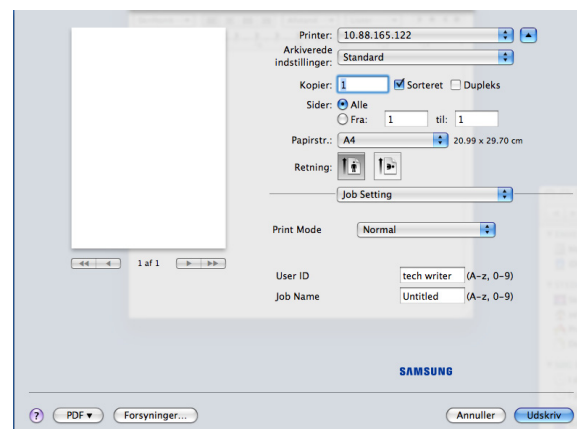 Printer: 10.88.165.122
Arkiverede indstillinger: Standard
Kopier: 1 Sorteret Dupleks
Sider: Alle
Fra: 1 til: 1
Papirstr.: A4 20.99 x 29.70 cm
Retning:
Job Setting
Print Mode Normal
1 af 1
User ID tech writer (A-z, 0-9)
Job Name Untitled (A-z, 0-9)
SAMSUNG
? PDF Forsyninger... Annuller Udskriv